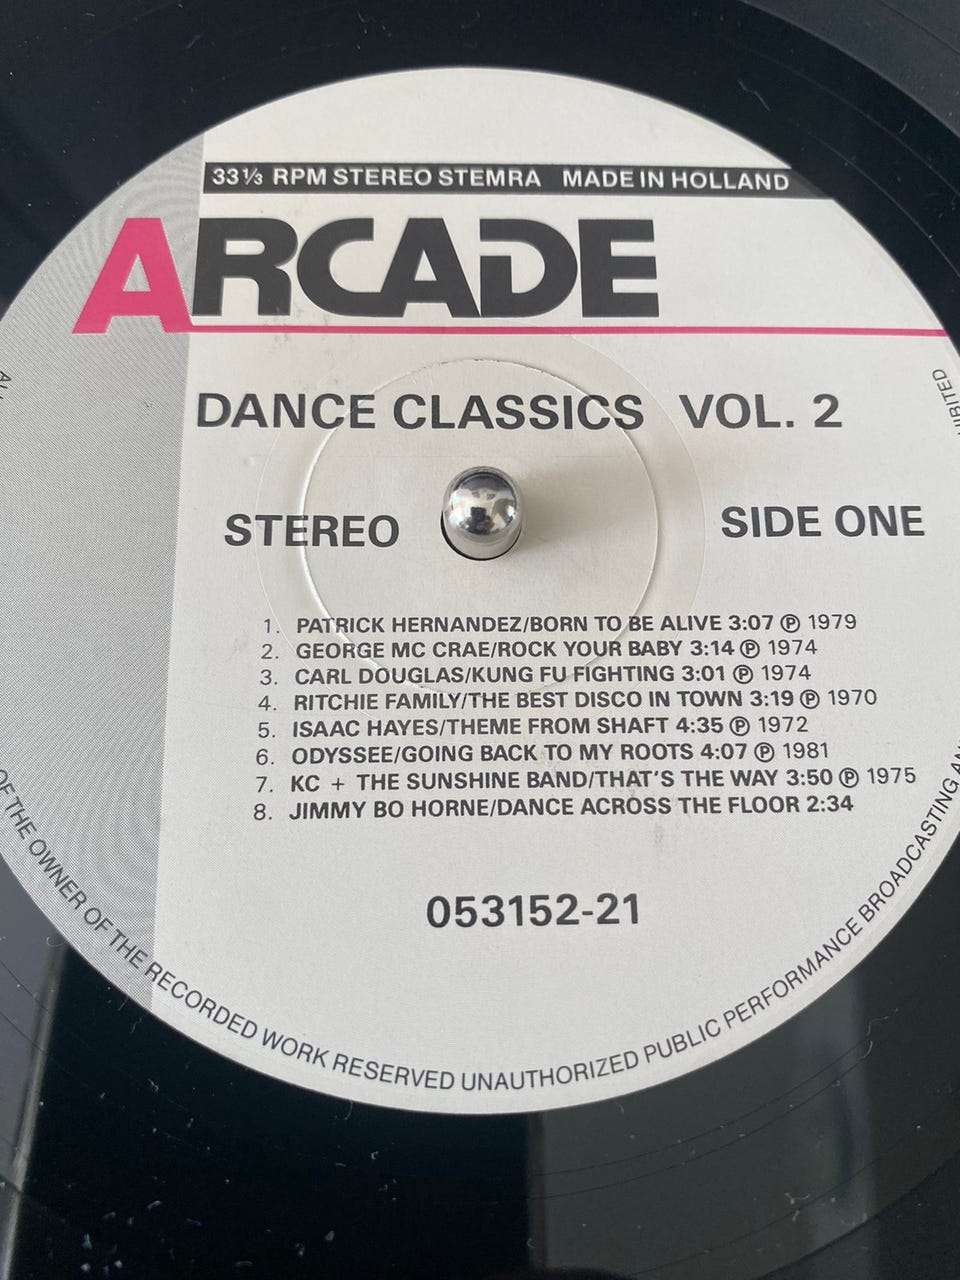 33⅓ RPM STEREO STEMRA MADE IN HOLLAND
ARCADE
DANCE CLASSICS VOL. 2
STEREO
SIDE ONE
1. PATRICK HERNANDEZ/BORN TO BE ALIVE 3:07 Ⓟ 1979
2. GEORGE MC CRAE/ROCK YOUR BABY 3:14 Ⓟ 1974
3. CARL DOUGLAS/KUNG FU FIGHTING 3:01 Ⓟ 1974
4. RITCHIE FAMILY/THE BEST DISCO IN TOWN 3:19 Ⓟ 1970
5. ISAAC HAYES/THEME FROM SHAFT 4:35 Ⓟ 1972
6. ODYSSEE/GOING BACK TO MY ROOTS 4:07 Ⓟ 1981
7. KC + THE SUNSHINE BAND/THAT'S THE WAY 3:50 Ⓟ 1975
8. JIMMY BO HORNE/DANCE ACROSS THE FLOOR 2:34
053152-21
OF THE OWNER OF THE RECORDED WORK RESERVED UNAUTHORIZED PUBLIC PERFORMANCE BROADCASTING